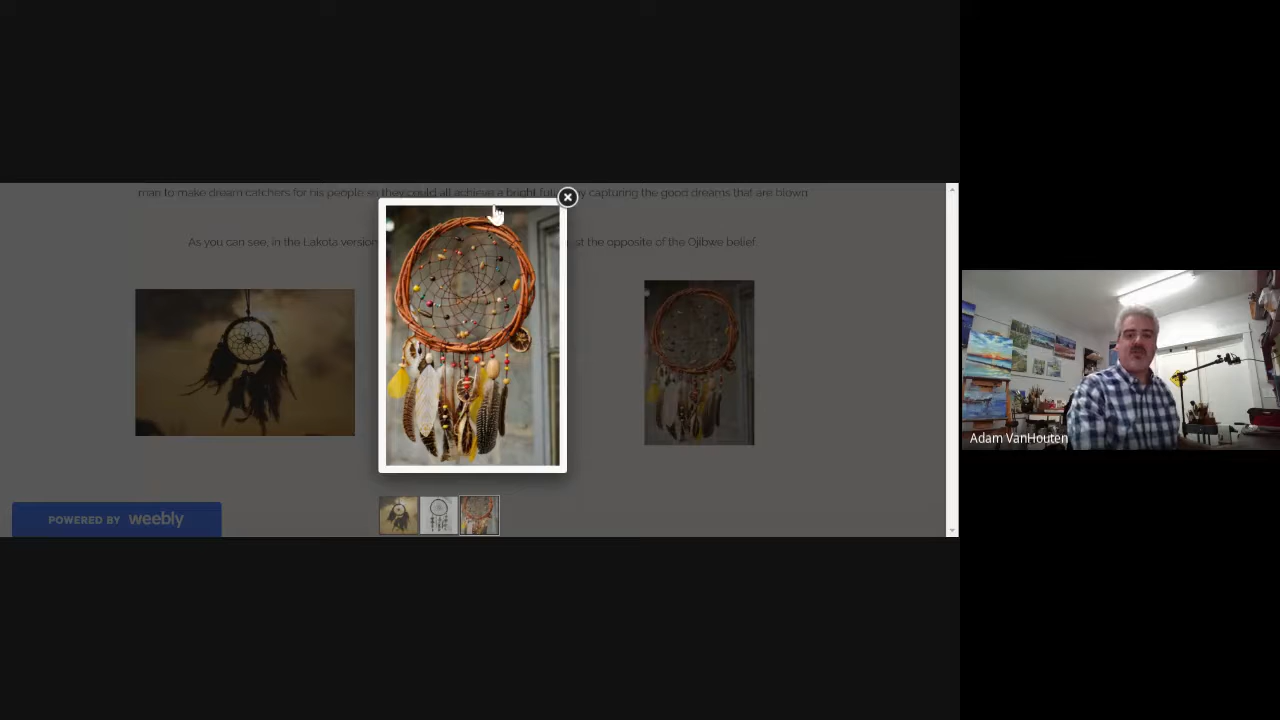 man to make dream catchers for his people so they could all achieve a bright future by capturing the good dreams that are blown
As you can see, in the Lakota version st the opposite of the Ojibwe belief.
POWERED BY weebly
Adam VanHouten